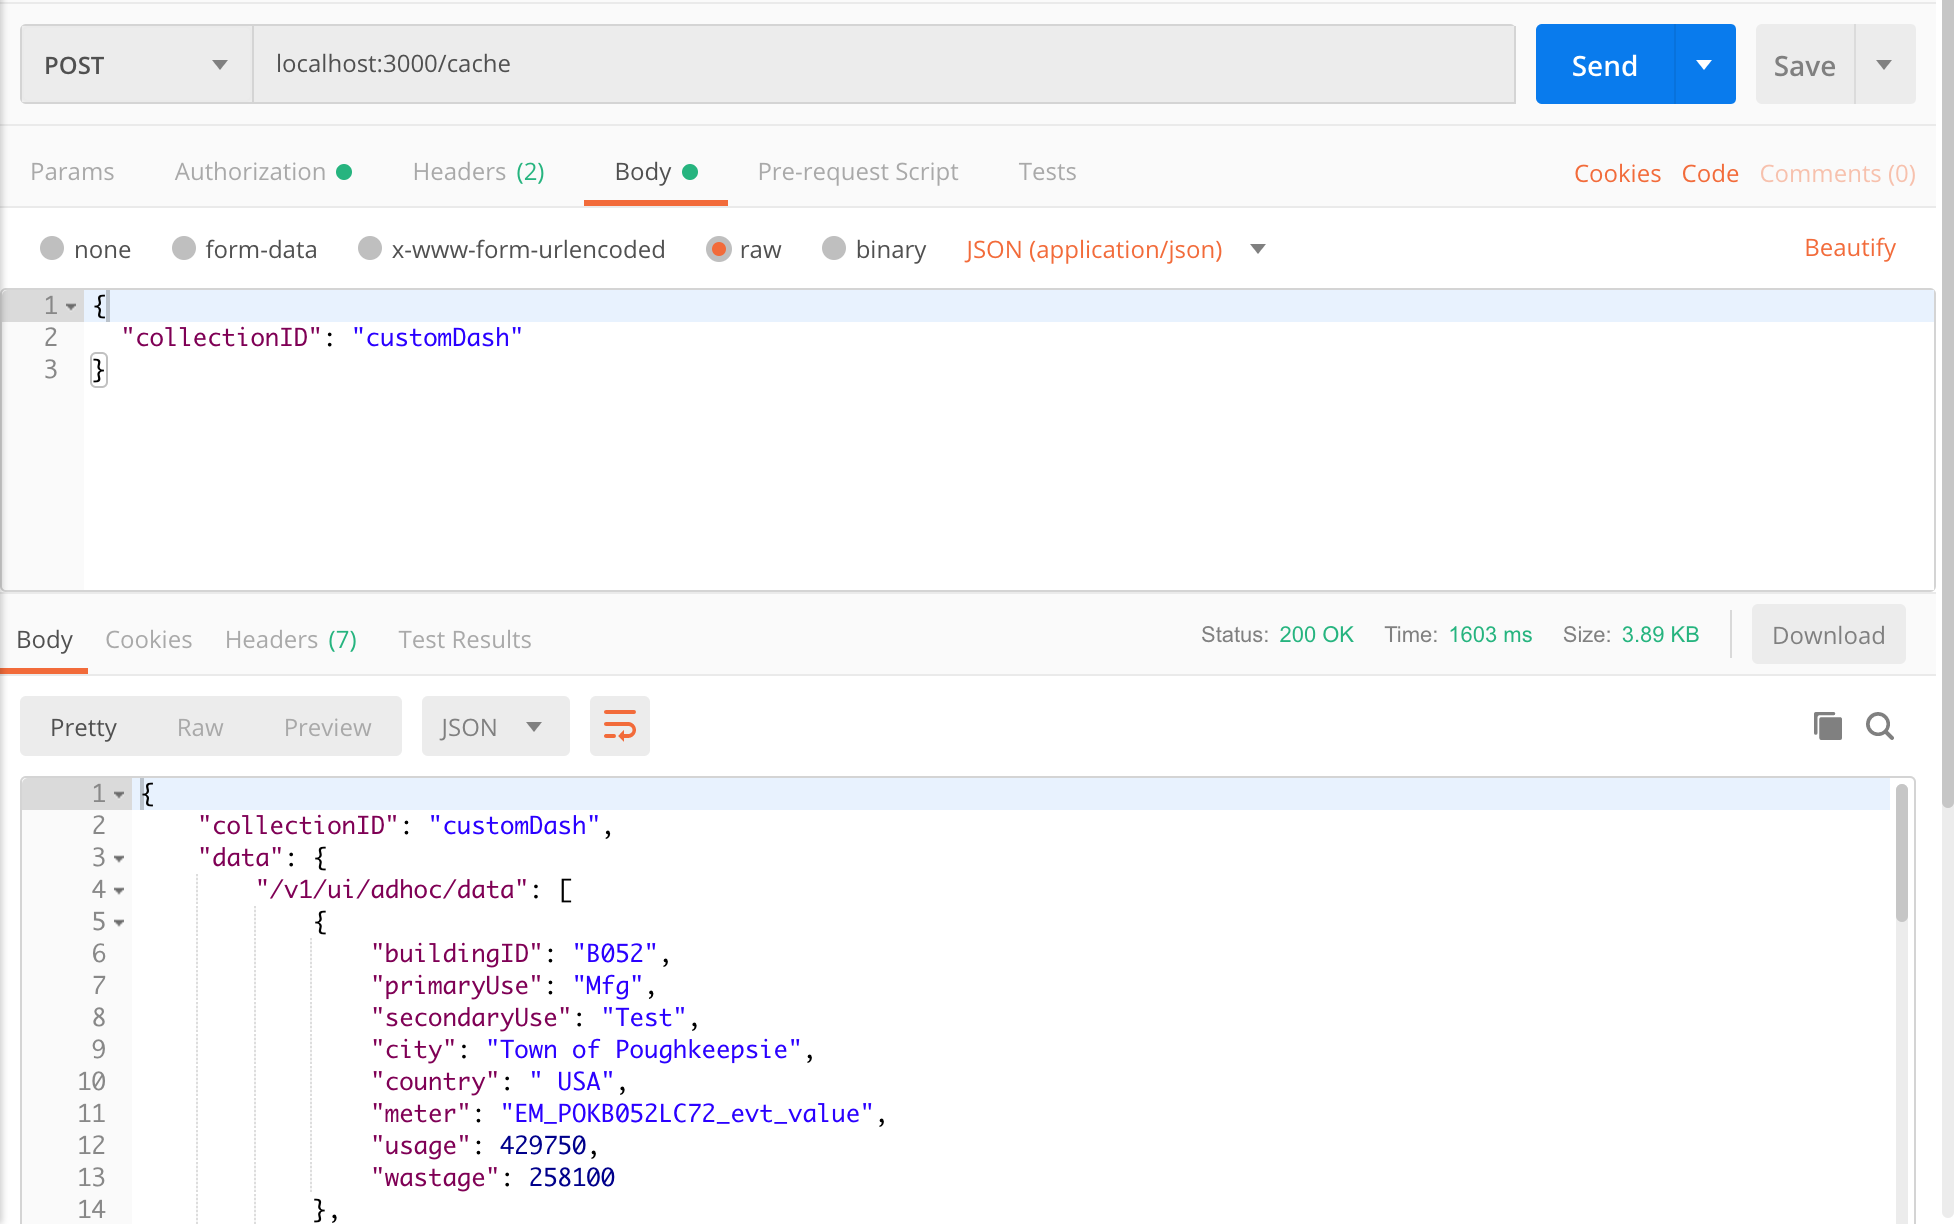 POST localhost:3000/cache Send Save
Params Authorization Headers (2) Body Pre-request Script Tests Cookies Code Comments (0)
none form-data x-www-form-urlencoded raw binary JSON (application/json) Beautify
1 {
2 "collectionID": "customDash"
3 }
Body Cookies Headers (7) Test Results Status: 200 OK Time: 1603 ms Size: 3.89 KB Download
Pretty Raw Preview JSON
1 {
2 "collectionID": "customDash",
3 "data": {
4 "/v1/ui/adhoc/data": [
5 {
6 "buildingID": "B052",
7 "primaryUse": "Mfg",
8 "secondaryUse": "Test",
9 "city": "Town of Poughkeepsie",
10 "country": " USA",
11 "meter": "EM_POKB052LC72_evt_value",
12 "usage": 429750,
13 "wastage": 258100
14 },